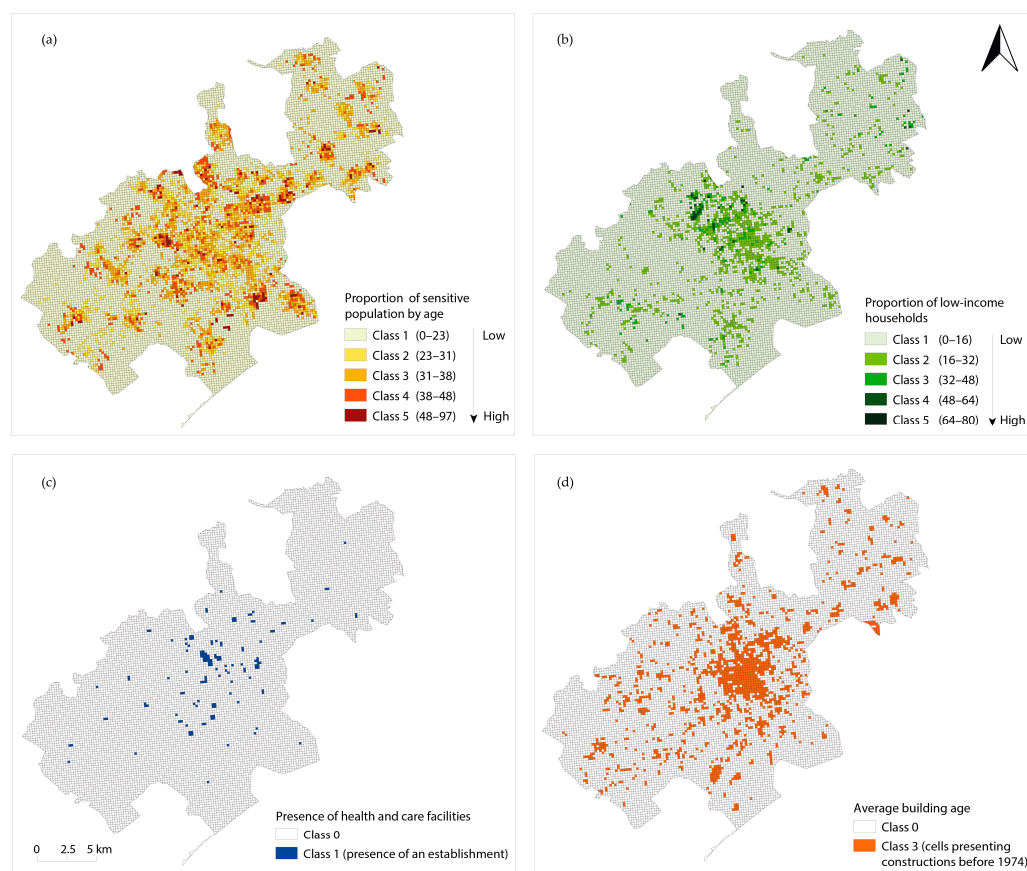 (a)
Proportion of sensitive
population by age
Class 1 (0–23) Low
Class 2 (23–31)
Class 3 (31–38)
Class 4 (38–48)
Class 5 (48–97) High
(b)
Proportion of low-income
households
Class 1 (0–16) Low
Class 2 (16–32)
Class 3 (32–48)
Class 4 (48–64)
Class 5 (64–80) High
(c)
Presence of health and care facilities
Class 0
Class 1 (presence of an establishment)
0 2.5 5 km
(d)
Average building age
Class 0
Class 3 (cells presenting
constructions before 1974)